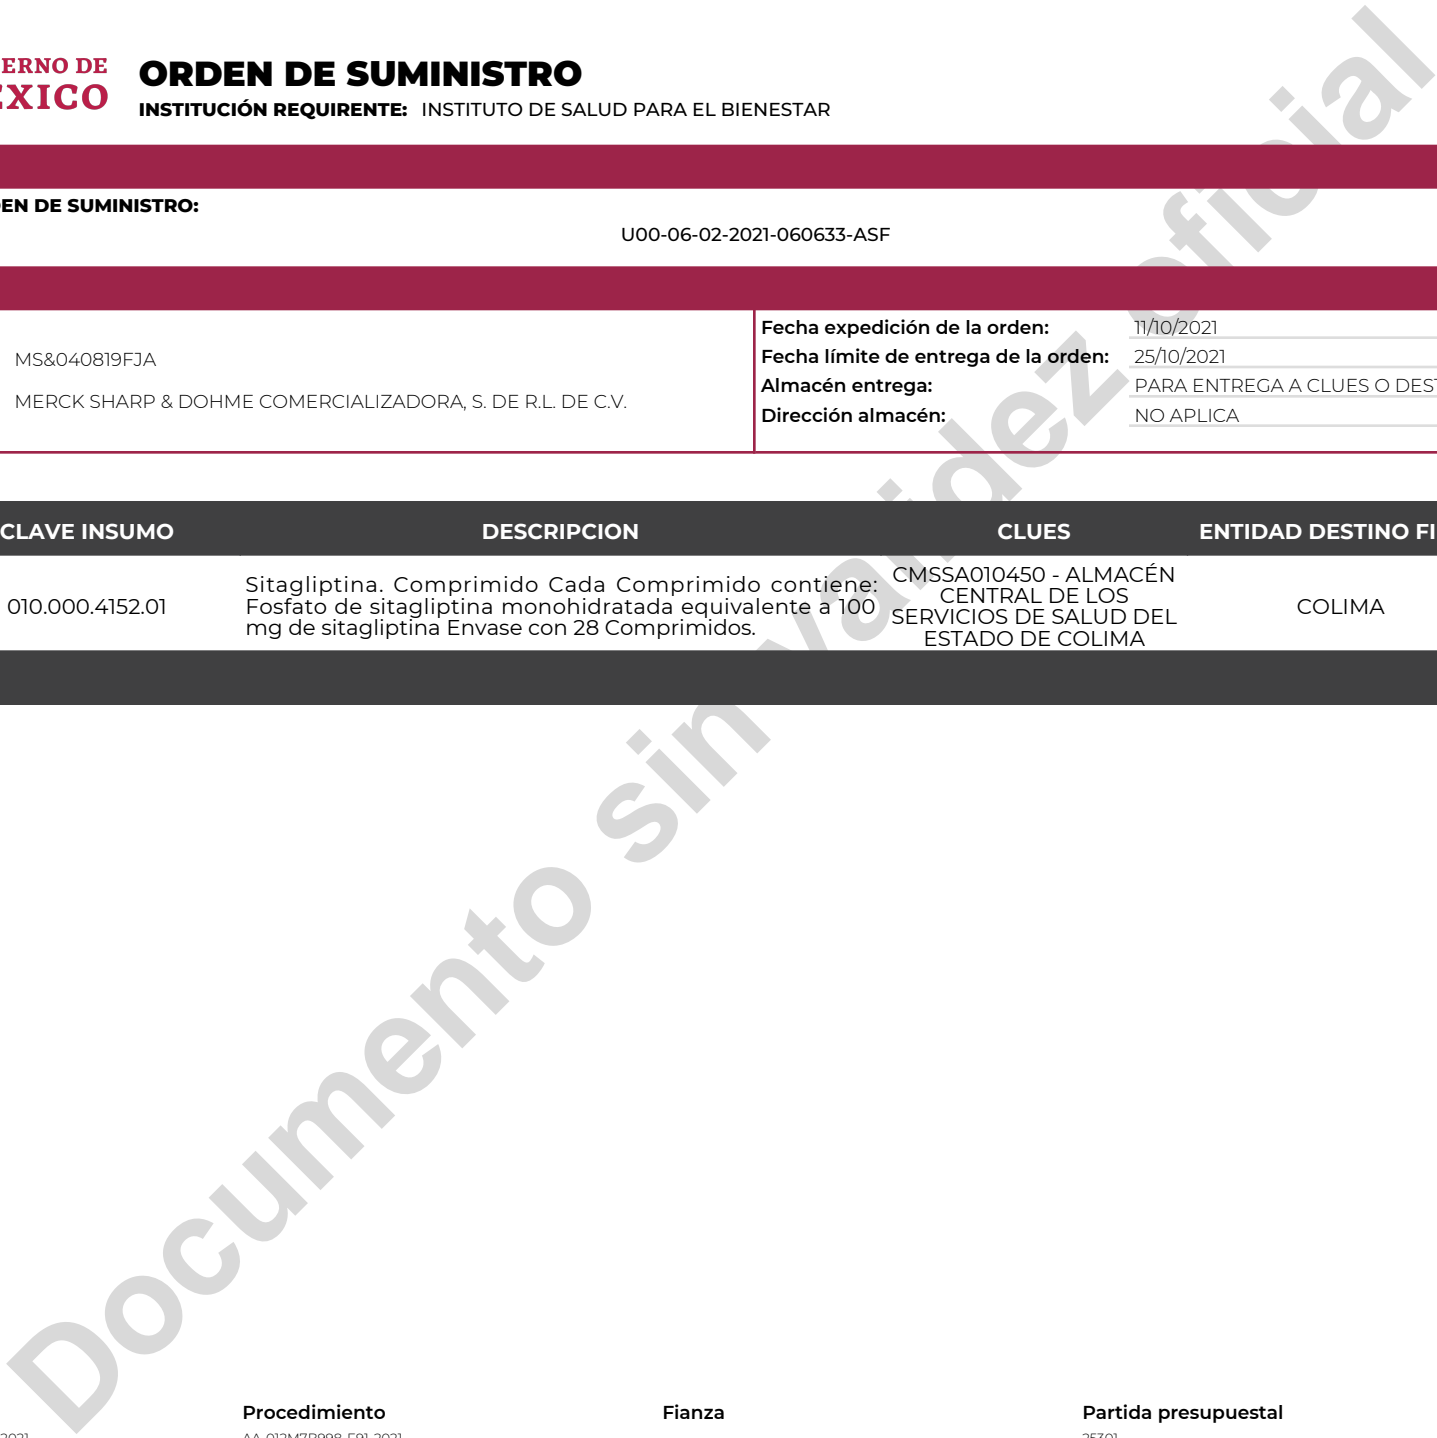 ERNO DE
EXICO
ORDEN DE SUMINISTRO
INSTITUCIÓN REQUIRENTE: INSTITUTO DE SALUD PARA EL BIENESTAR
EN DE SUMINISTRO:
U00-06-02-2021-060633-ASF
MS&040819FJA
MERCK SHARP & DOHME COMERCIALIZADORA, S. DE R.L. DE C.V.
Fecha expedición de la orden: 11/10/2021
Fecha límite de entrega de la orden: 25/10/2021
Almacén entrega: PARA ENTREGA A CLUES O DEST
Dirección almacén: NO APLICA
CLAVE INSUMO DESCRIPCION CLUES ENTIDAD DESTINO FI
010.000.4152.01
Sitagliptina. Comprimido Cada Comprimido contiene:
Fosfato de sitagliptina monohidratada equivalente a 100
mg de sitagliptina Envase con 28 Comprimidos.
CMSSA010450 - ALMACÉN
CENTRAL DE LOS
SERVICIOS DE SALUD DEL
ESTADO DE COLIMA
COLIMA
Documento sin validez oficial
Procedimiento Fianza Partida presupuestal